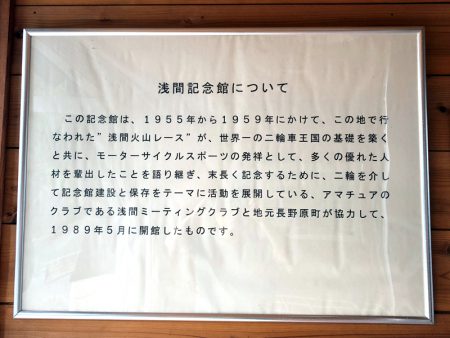 浅間記念館について
この記念館は、１９５５年から１９５９年にかけて、この地で行
なわれた”浅間火山レース”が、世界一の二輪車王国の基礎を築く
と共に、モーターサイクルスポーツの発祥として、多くの優れた人
材を輩出したことを語り継ぎ、末長く記念するために、二輪を介し
て記念館建設と保存をテーマに活動を展開している、アマチュアの
クラブである浅間ミーティングクラブと地元長野原町が協力して、
１９８９年５月に開館したものです。